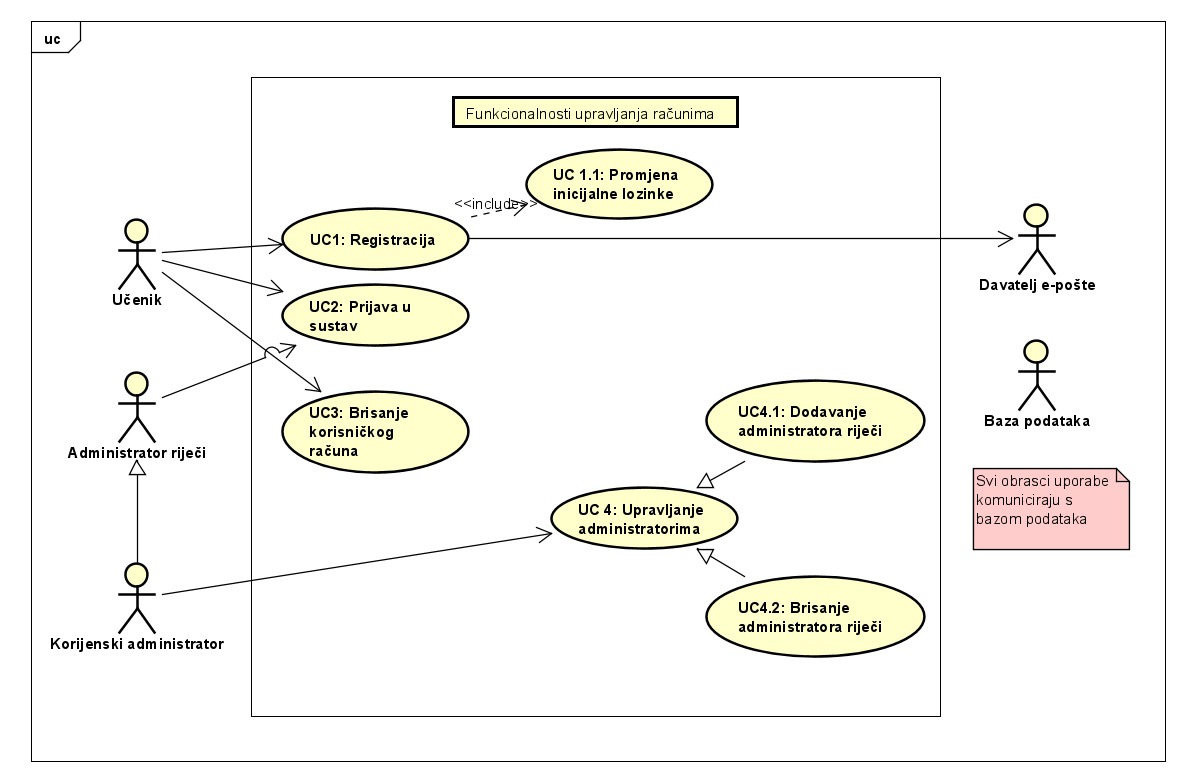 uc
Funkcionalnosti upravljanja računima
UC 1.1: Promjena
inicijalne lozinke
<<include>>
UC1: Registracija
Učenik
Davatelj e-pošte
UC2: Prijava u
sustav
Administrator riječi
UC3: Brisanje
korisničkog
računa
UC4.1: Dodavanje
administratora riječi
Baza podataka
Svi obrasci uporabe
komuniciraju s
bazom podataka
UC 4: Upravljanje
administratorima
Korijenski administrator
UC4.2: Brisanje
administratora riječi